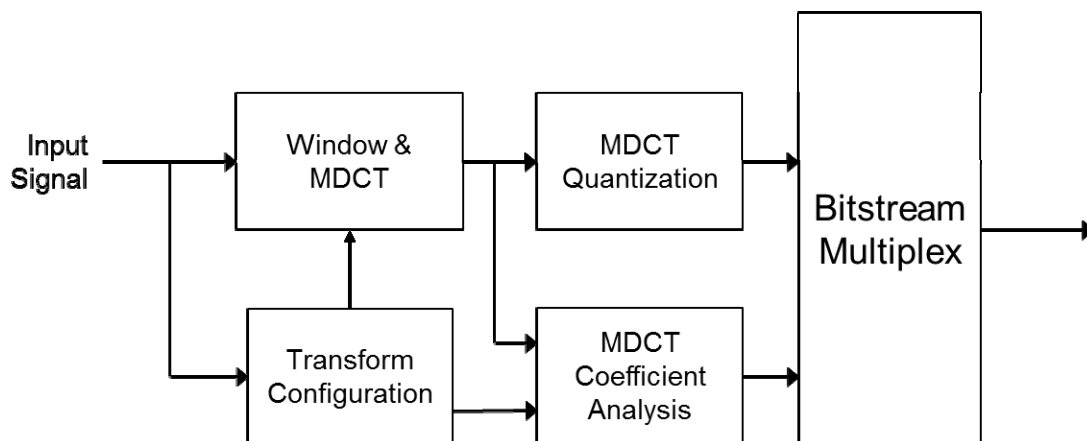 Input
Signal
Window &
MDCT
MDCT
Quantization
Bitstream
Multiplex
Transform
Configuration
MDCT
Coefficient
Analysis